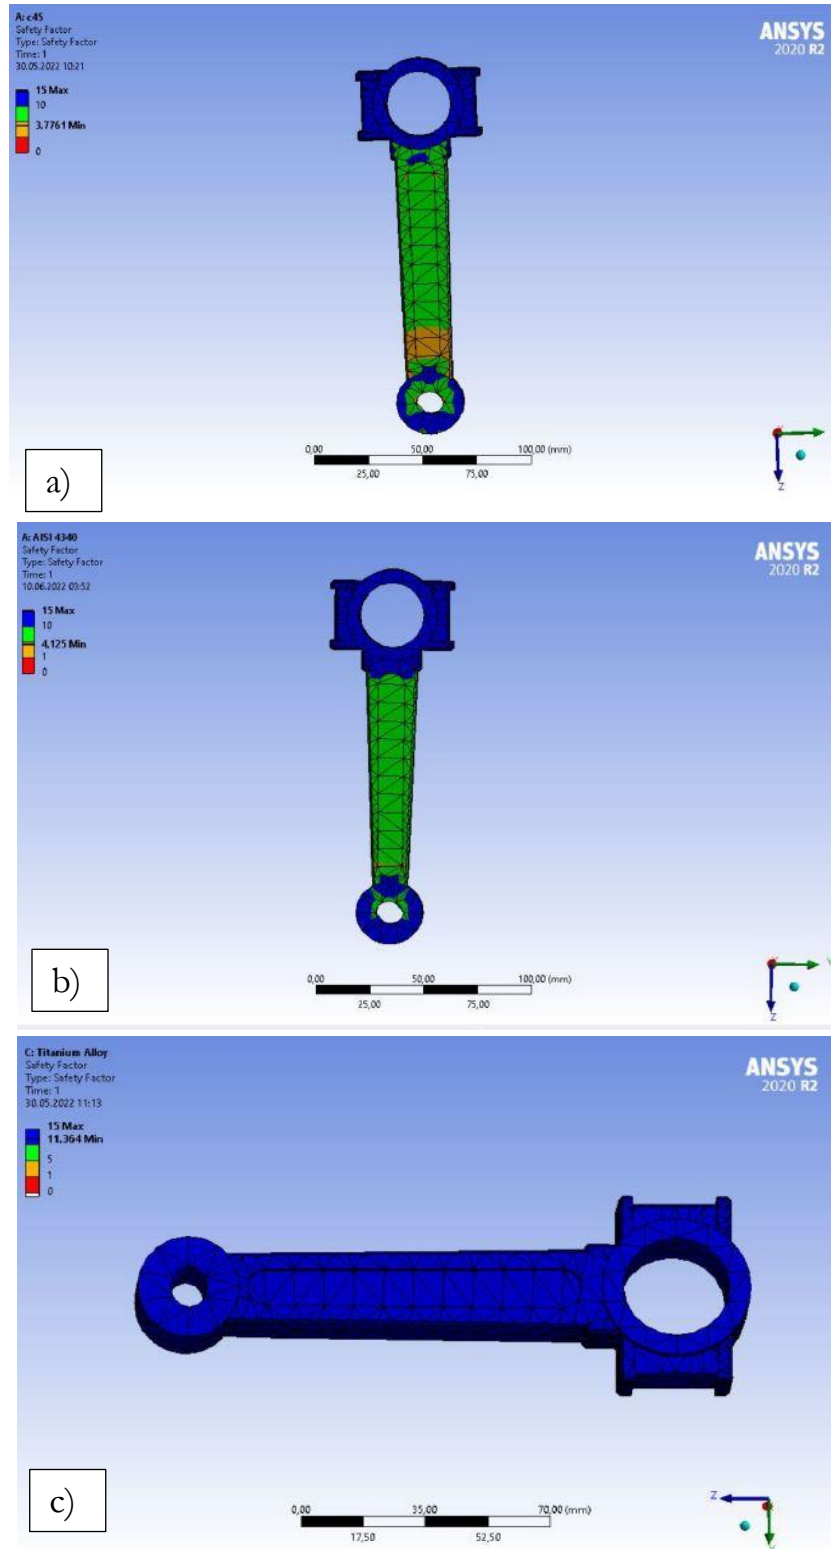 A: c45
Safety Factor
Type: Safety Factor
Time: 1
30.05.2022 10:21
15 Max
10
3,7761 Min
0
ANSYS
2020 R2
0,00 50,00 100,00 (mm)
25,00 75,00
Z
a)
A: AISI 4340
Safety Factor
Type: Safety Factor
Time: 1
10.06.2022 03:52
15 Max
10
4,125 Min
1
0
ANSYS
2020 R2
0,00 50,00 100,00 (mm)
25,00 75,00
Z
b)
C: Titanium Alloy
Safety Factor
Type: Safety Factor
Time: 1
30.05.2022 11:13
15 Max
11,364 Min
5
1
0
ANSYS
2020 R2
0,00 35,00 70,00 (mm)
17,50 52,50
Z
c)